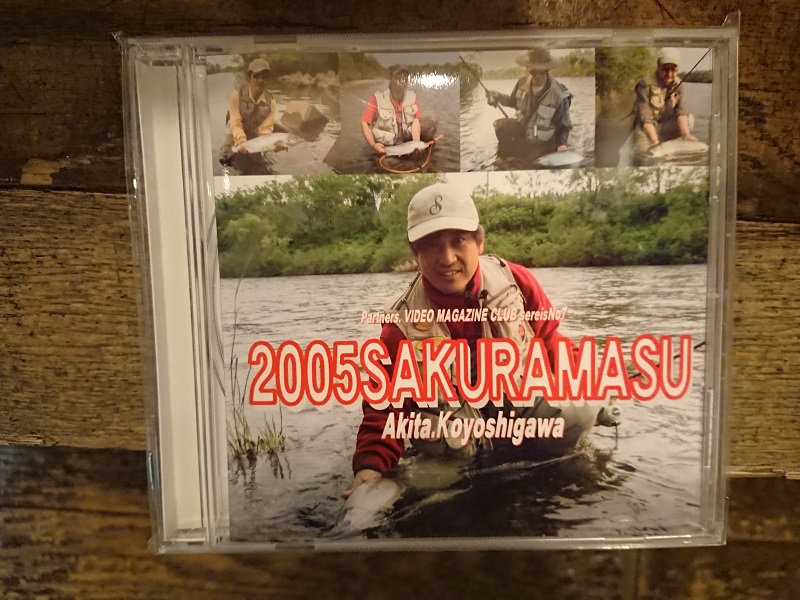 S
Partners. VIDEO MAGAZINE CLUB sereisNo7
2005SAKURAMASU
Akita.Koyoshigawa